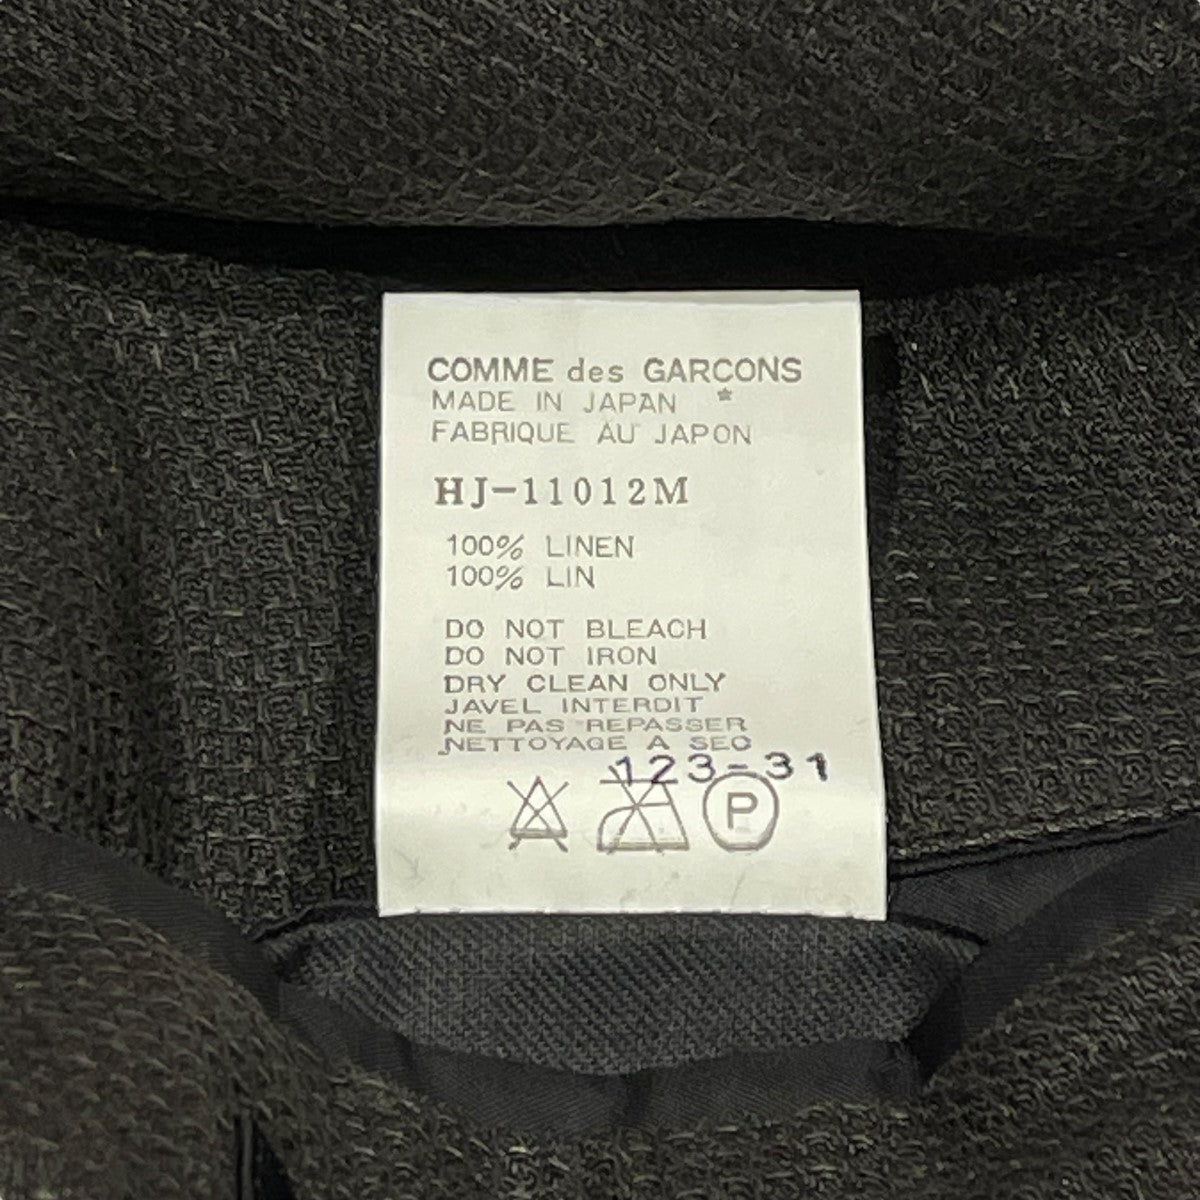 COMME des GARCONS
MADE IN JAPAN *
FABRIQUE AU JAPON
HJ-11012M
100% LINEN
100% LIN
DO NOT BLEACH
DO NOT IRON
DRY CLEAN ONLY
JAVEL INTERDIT
NE PAS REPASSER
NETTOYAGE A SEC
123-31
P